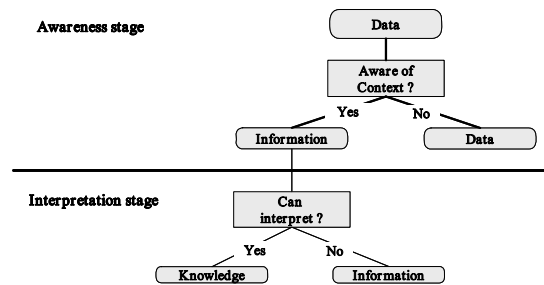 Awareness stage
Data
Aware of
Context ?
Yes
No
Information
Data
Interpretation stage
Can
interpret ?
Yes
No
Knowledge
Information